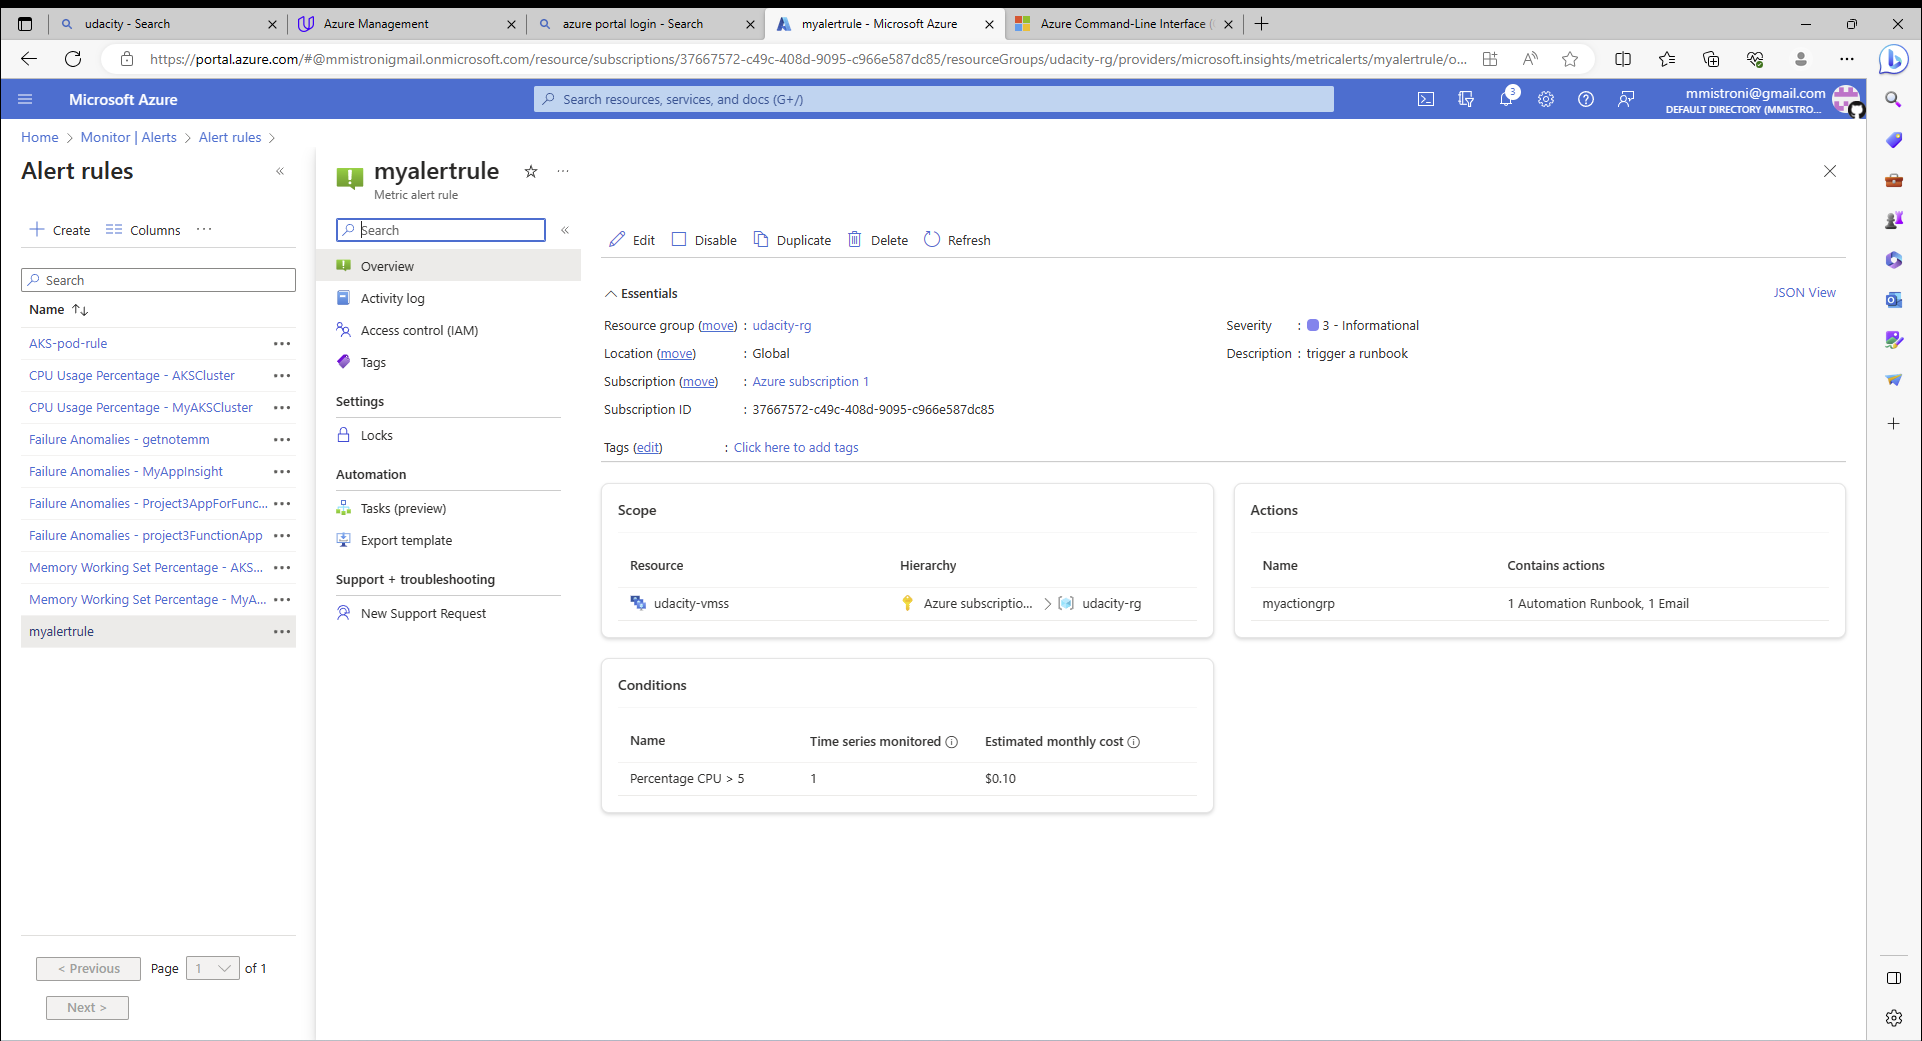 udacity - Search
Azure Management
azure portal login - Search
myalertrule - Microsoft Azure
Azure Command-Line Interface (
https://portal.azure.com/#@mmistronigmail.onmicrosoft.com/resource/subscriptions/37667572-c49c-408d-9095-c966e587dc85/resourceGroups/udacity-rg/providers/microsoft.insights/metricalerts/myalertrule/o...
Microsoft Azure
Search resources, services, and docs (G+/)
3
mmistroni@gmail.com
DEFAULT DIRECTORY (MMISTRO...
Home > Monitor | Alerts > Alert rules >
Alert rules
Create
Columns
Search
Name
AKS-pod-rule
CPU Usage Percentage - AKSCluster
CPU Usage Percentage - MyAKSCluster
Failure Anomalies - getnotemm
Failure Anomalies - MyAppInsight
Failure Anomalies - Project3AppForFunc...
Failure Anomalies - project3FunctionApp
Memory Working Set Percentage - AKS...
Memory Working Set Percentage - MyA...
myalertrule
< Previous
Page 1 of 1
Next >
myalertrule
Metric alert rule
Search
Overview
Activity log
Access control (IAM)
Tags
Settings
Locks
Automation
Tasks (preview)
Export template
Support + troubleshooting
New Support Request
Edit
Disable
Duplicate
Delete
Refresh
Essentials
JSON View
Resource group (move) : udacity-rg
Location (move) : Global
Subscription (move) : Azure subscription 1
Subscription ID : 37667572-c49c-408d-9095-c966e587dc85
Severity : 3 - Informational
Description : trigger a runbook
Tags (edit) : Click here to add tags
Scope
Resource Hierarchy
udacity-vmss Azure subscriptio... > udacity-rg
Actions
Name Contains actions
myactiongrp 1 Automation Runbook, 1 Email
Conditions
Name Time series monitored Estimated monthly cost
Percentage CPU > 5 1 $0.10